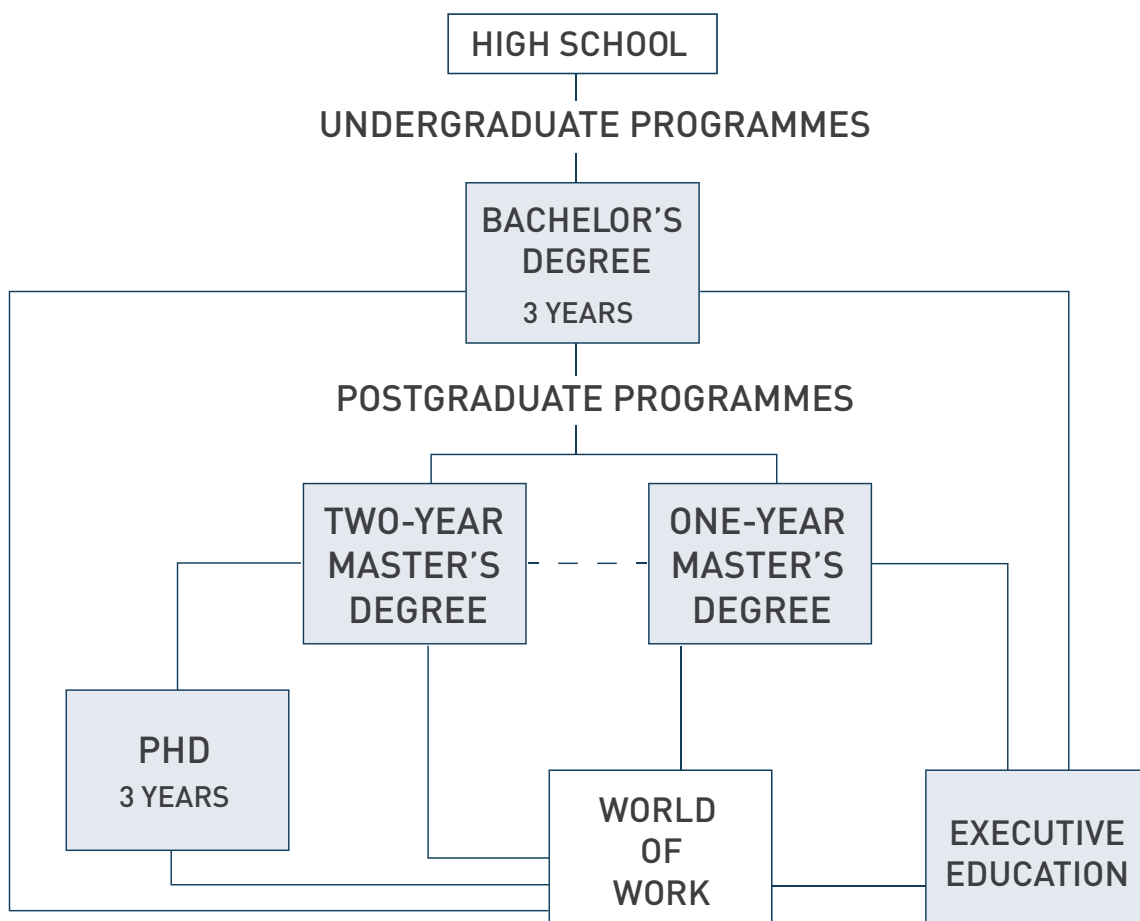 HIGH SCHOOL
UNDERGRADUATE PROGRAMMES
BACHELOR’S
DEGREE
3 YEARS
POSTGRADUATE PROGRAMMES
TWO-YEAR
MASTER’S
DEGREE
ONE-YEAR
MASTER’S
DEGREE
PHD
3 YEARS
WORLD
OF
WORK
EXECUTIVE
EDUCATION